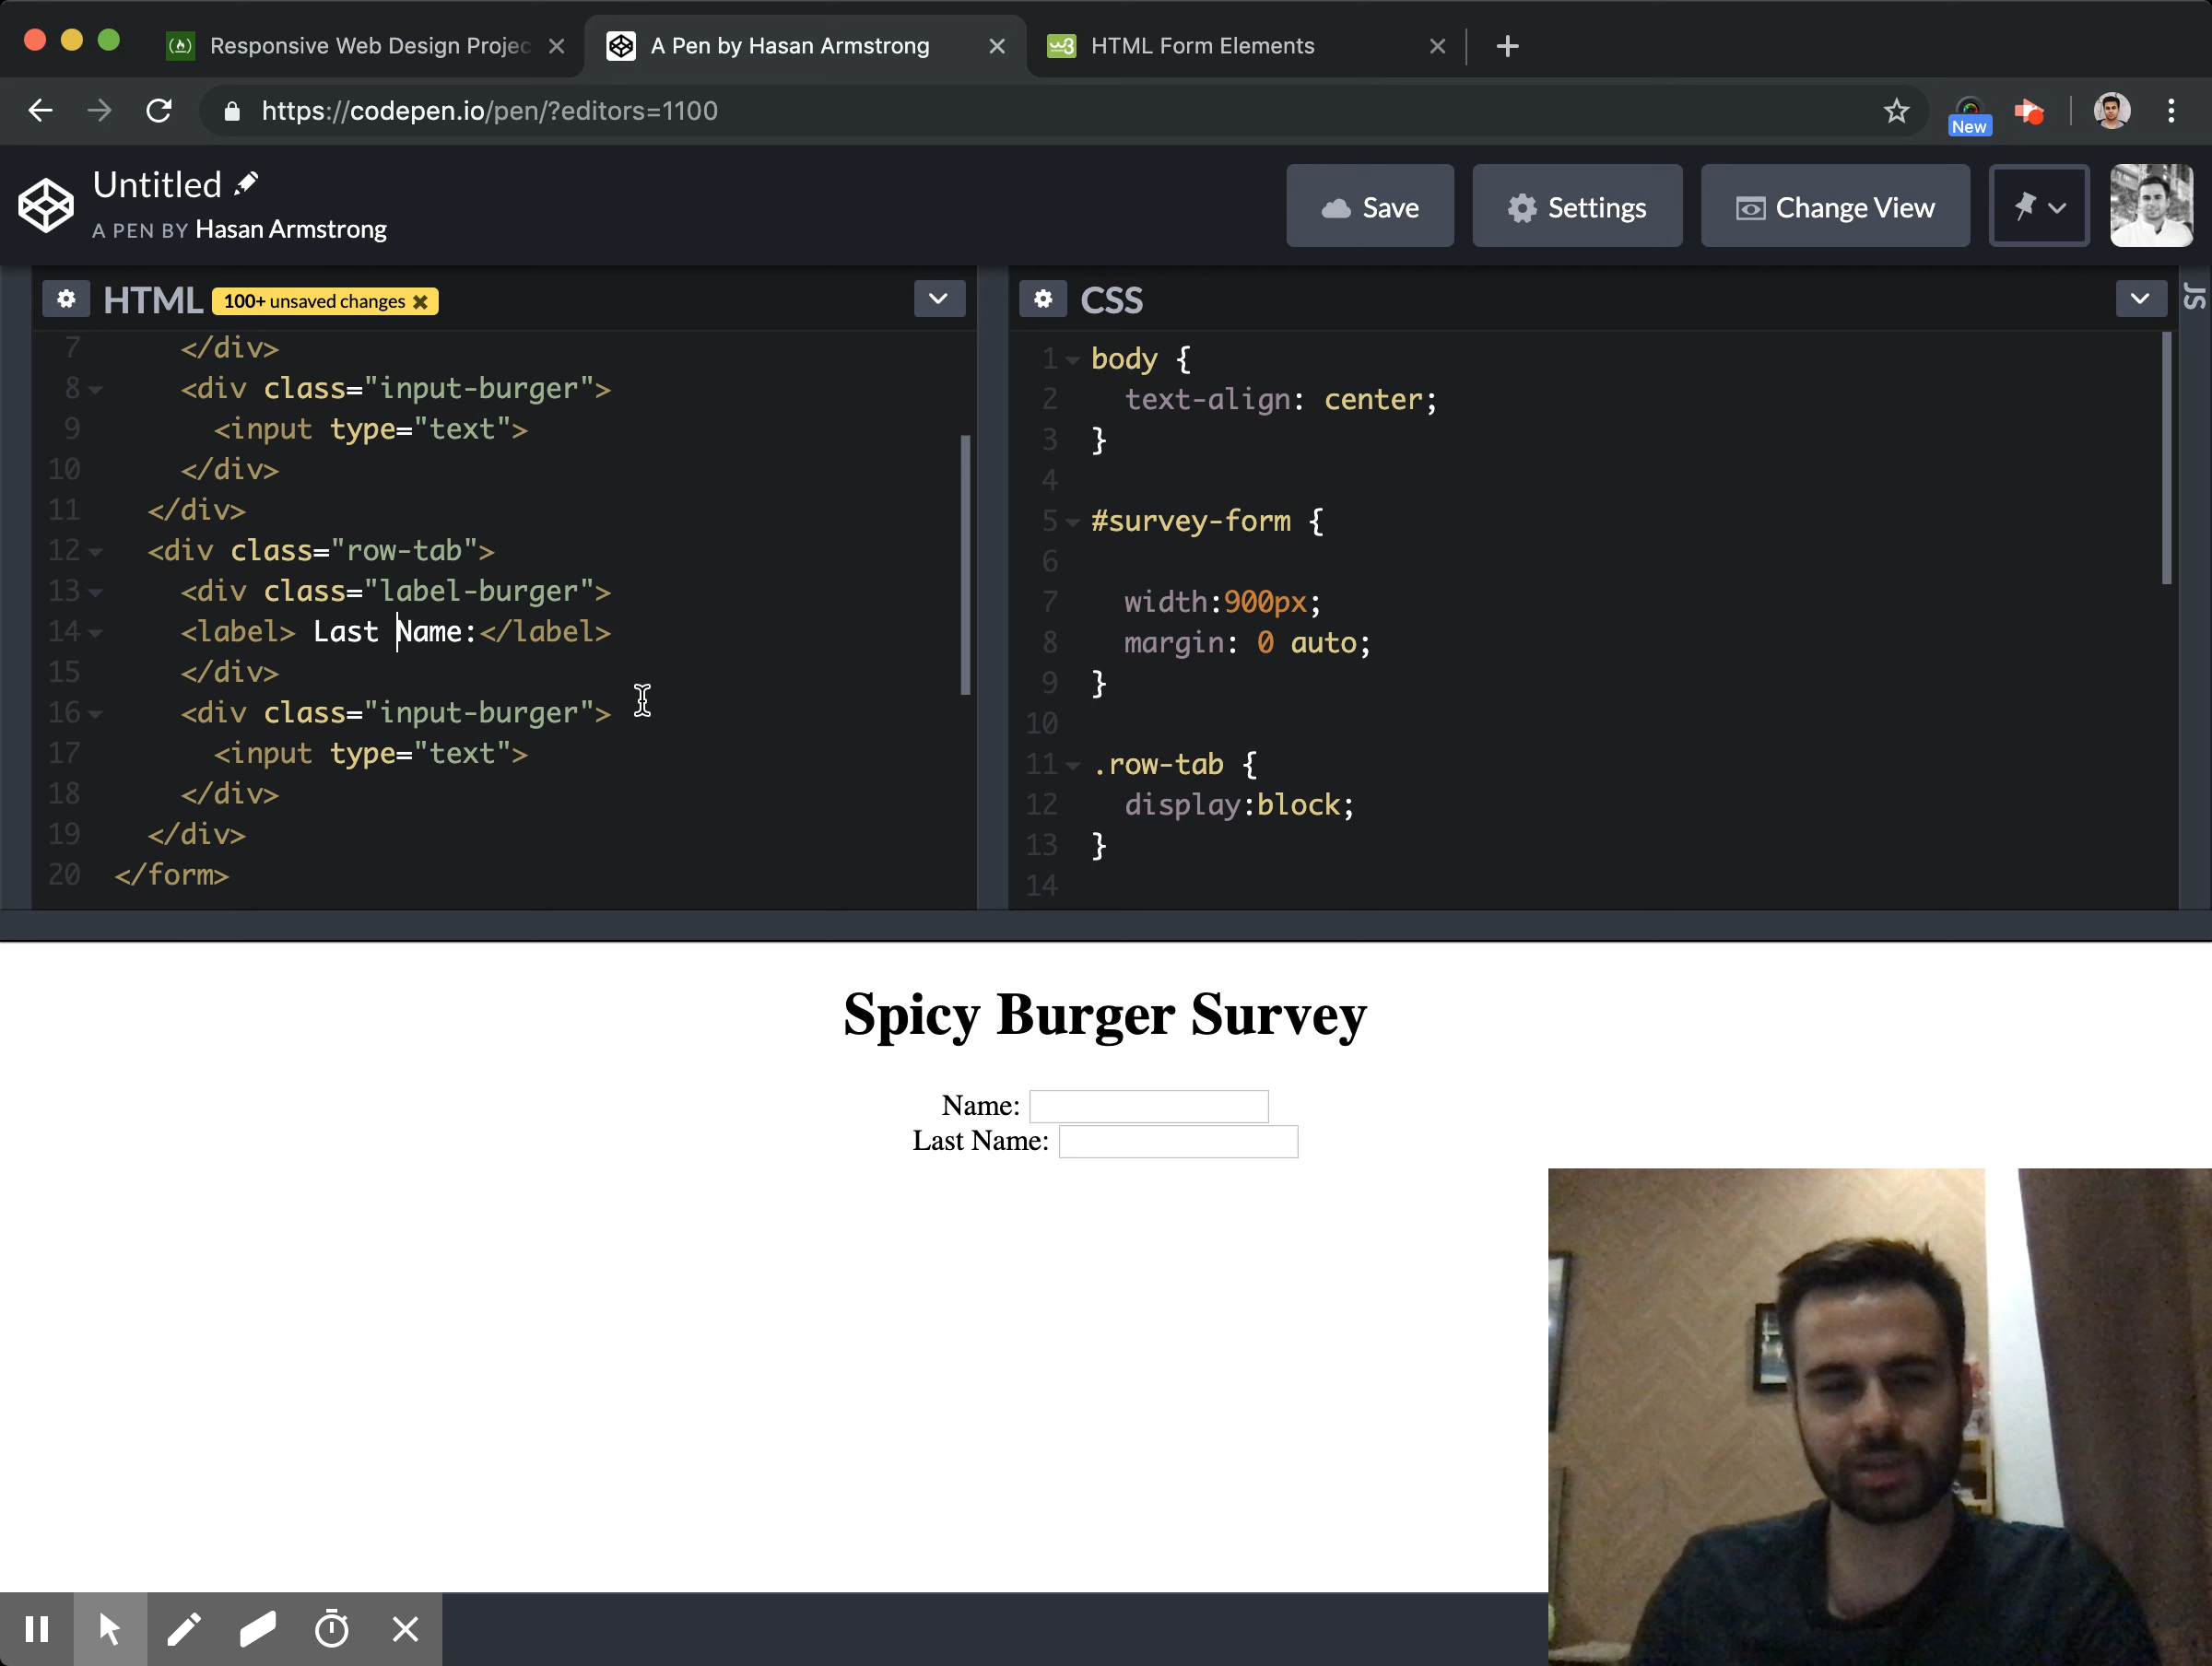 Responsive Web Design Projec
A Pen by Hasan Armstrong
HTML Form Elements
https://codepen.io/pen/?editors=1100
New
Untitled
A PEN BY Hasan Armstrong
Save
Settings
Change View
HTML
100+ unsaved changes
7 </div>
8 <div class="input-burger">
9 <input type="text">
10 </div>
11 </div>
12 <div class="row-tab">
13 <div class="label-burger">
14 <label> Last Name:</label>
15 </div>
16 <div class="input-burger">
17 <input type="text">
18 </div>
19 </div>
20 </form>
CSS
1 body {
2 text-align: center;
3 }
4
5 #survey-form {
6
7 width:900px;
8 margin: 0 auto;
9 }
10
11 .row-tab {
12 display:block;
13 }
14
JS
Spicy Burger Survey
Name:
Last Name: